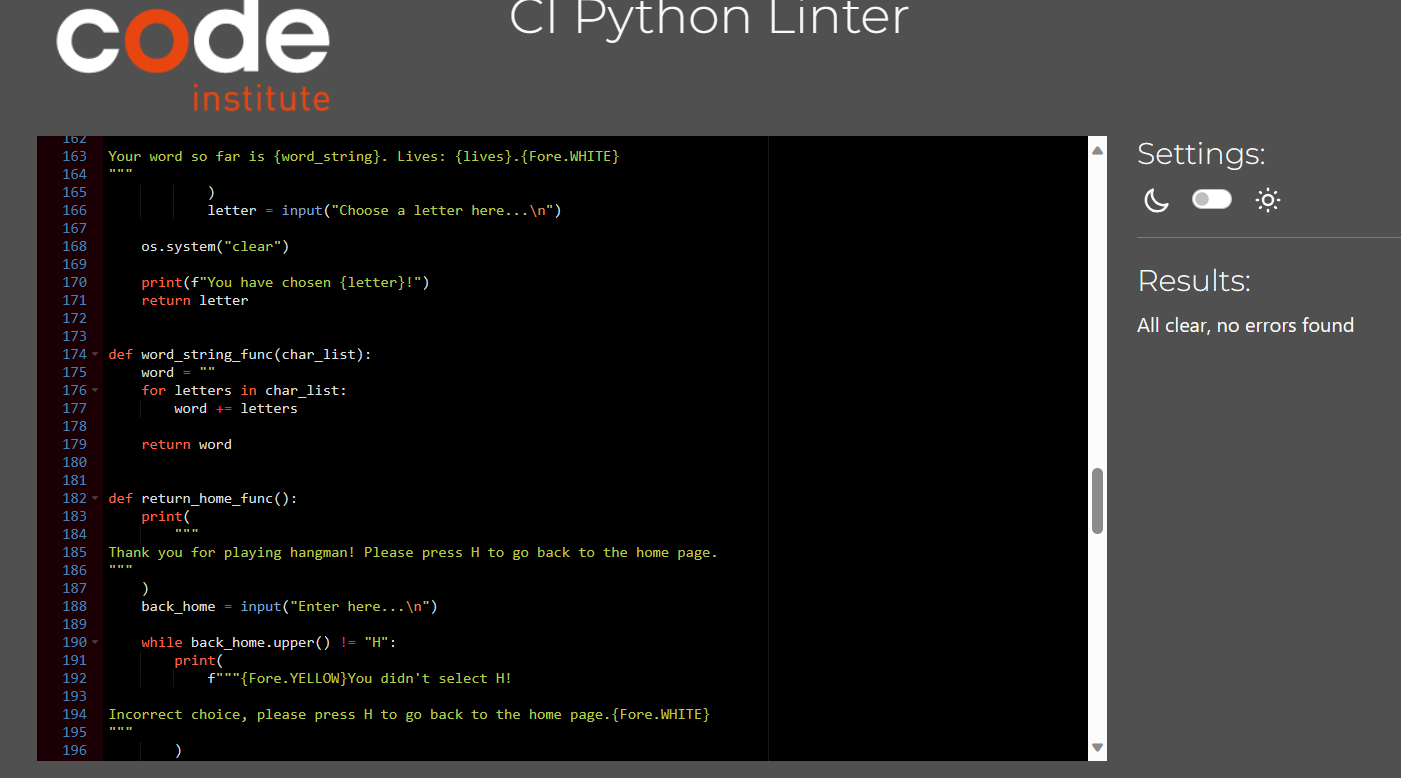 code
institute
CI Python Linter
162
163 Your word so far is {word_string}. Lives: {lives}.{Fore.WHITE}
164 """
165             )
166             letter = input("Choose a letter here...\n")
167
168     os.system("clear")
169
170     print(f"You have chosen {letter}!")
171     return letter
172
173
174 def word_string_func(char_list):
175     word = ""
176     for letters in char_list:
177         word += letters
178
179     return word
180
181
182 def return_home_func():
183     print(
184         """
185 Thank you for playing hangman! Please press H to go back to the home page.
186 """
187     )
188     back_home = input("Enter here...\n")
189
190     while back_home.upper() != "H":
191         print(
192             f"""{Fore.YELLOW}You didn't select H!
193
194 Incorrect choice, please press H to go back to the home page.{Fore.WHITE}
195 """
196         )
Settings:
Results:
All clear, no errors found